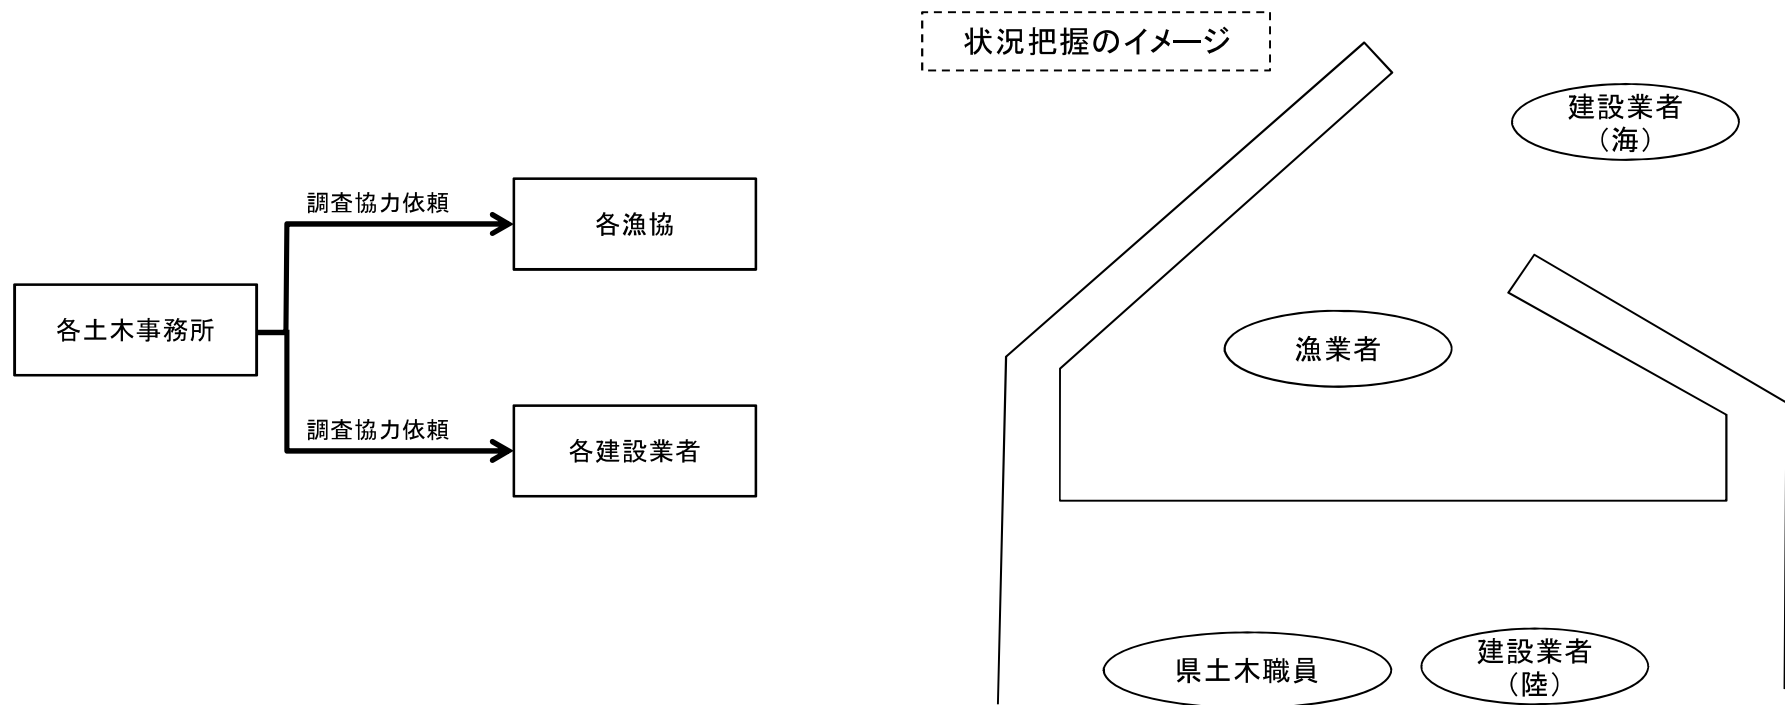 状況把握のイメージ
建設業者
（海）
調査協力依頼
各漁協
各土木事務所
漁業者
調査協力依頼
各建設業者
県土木職員
建設業者
（陸）